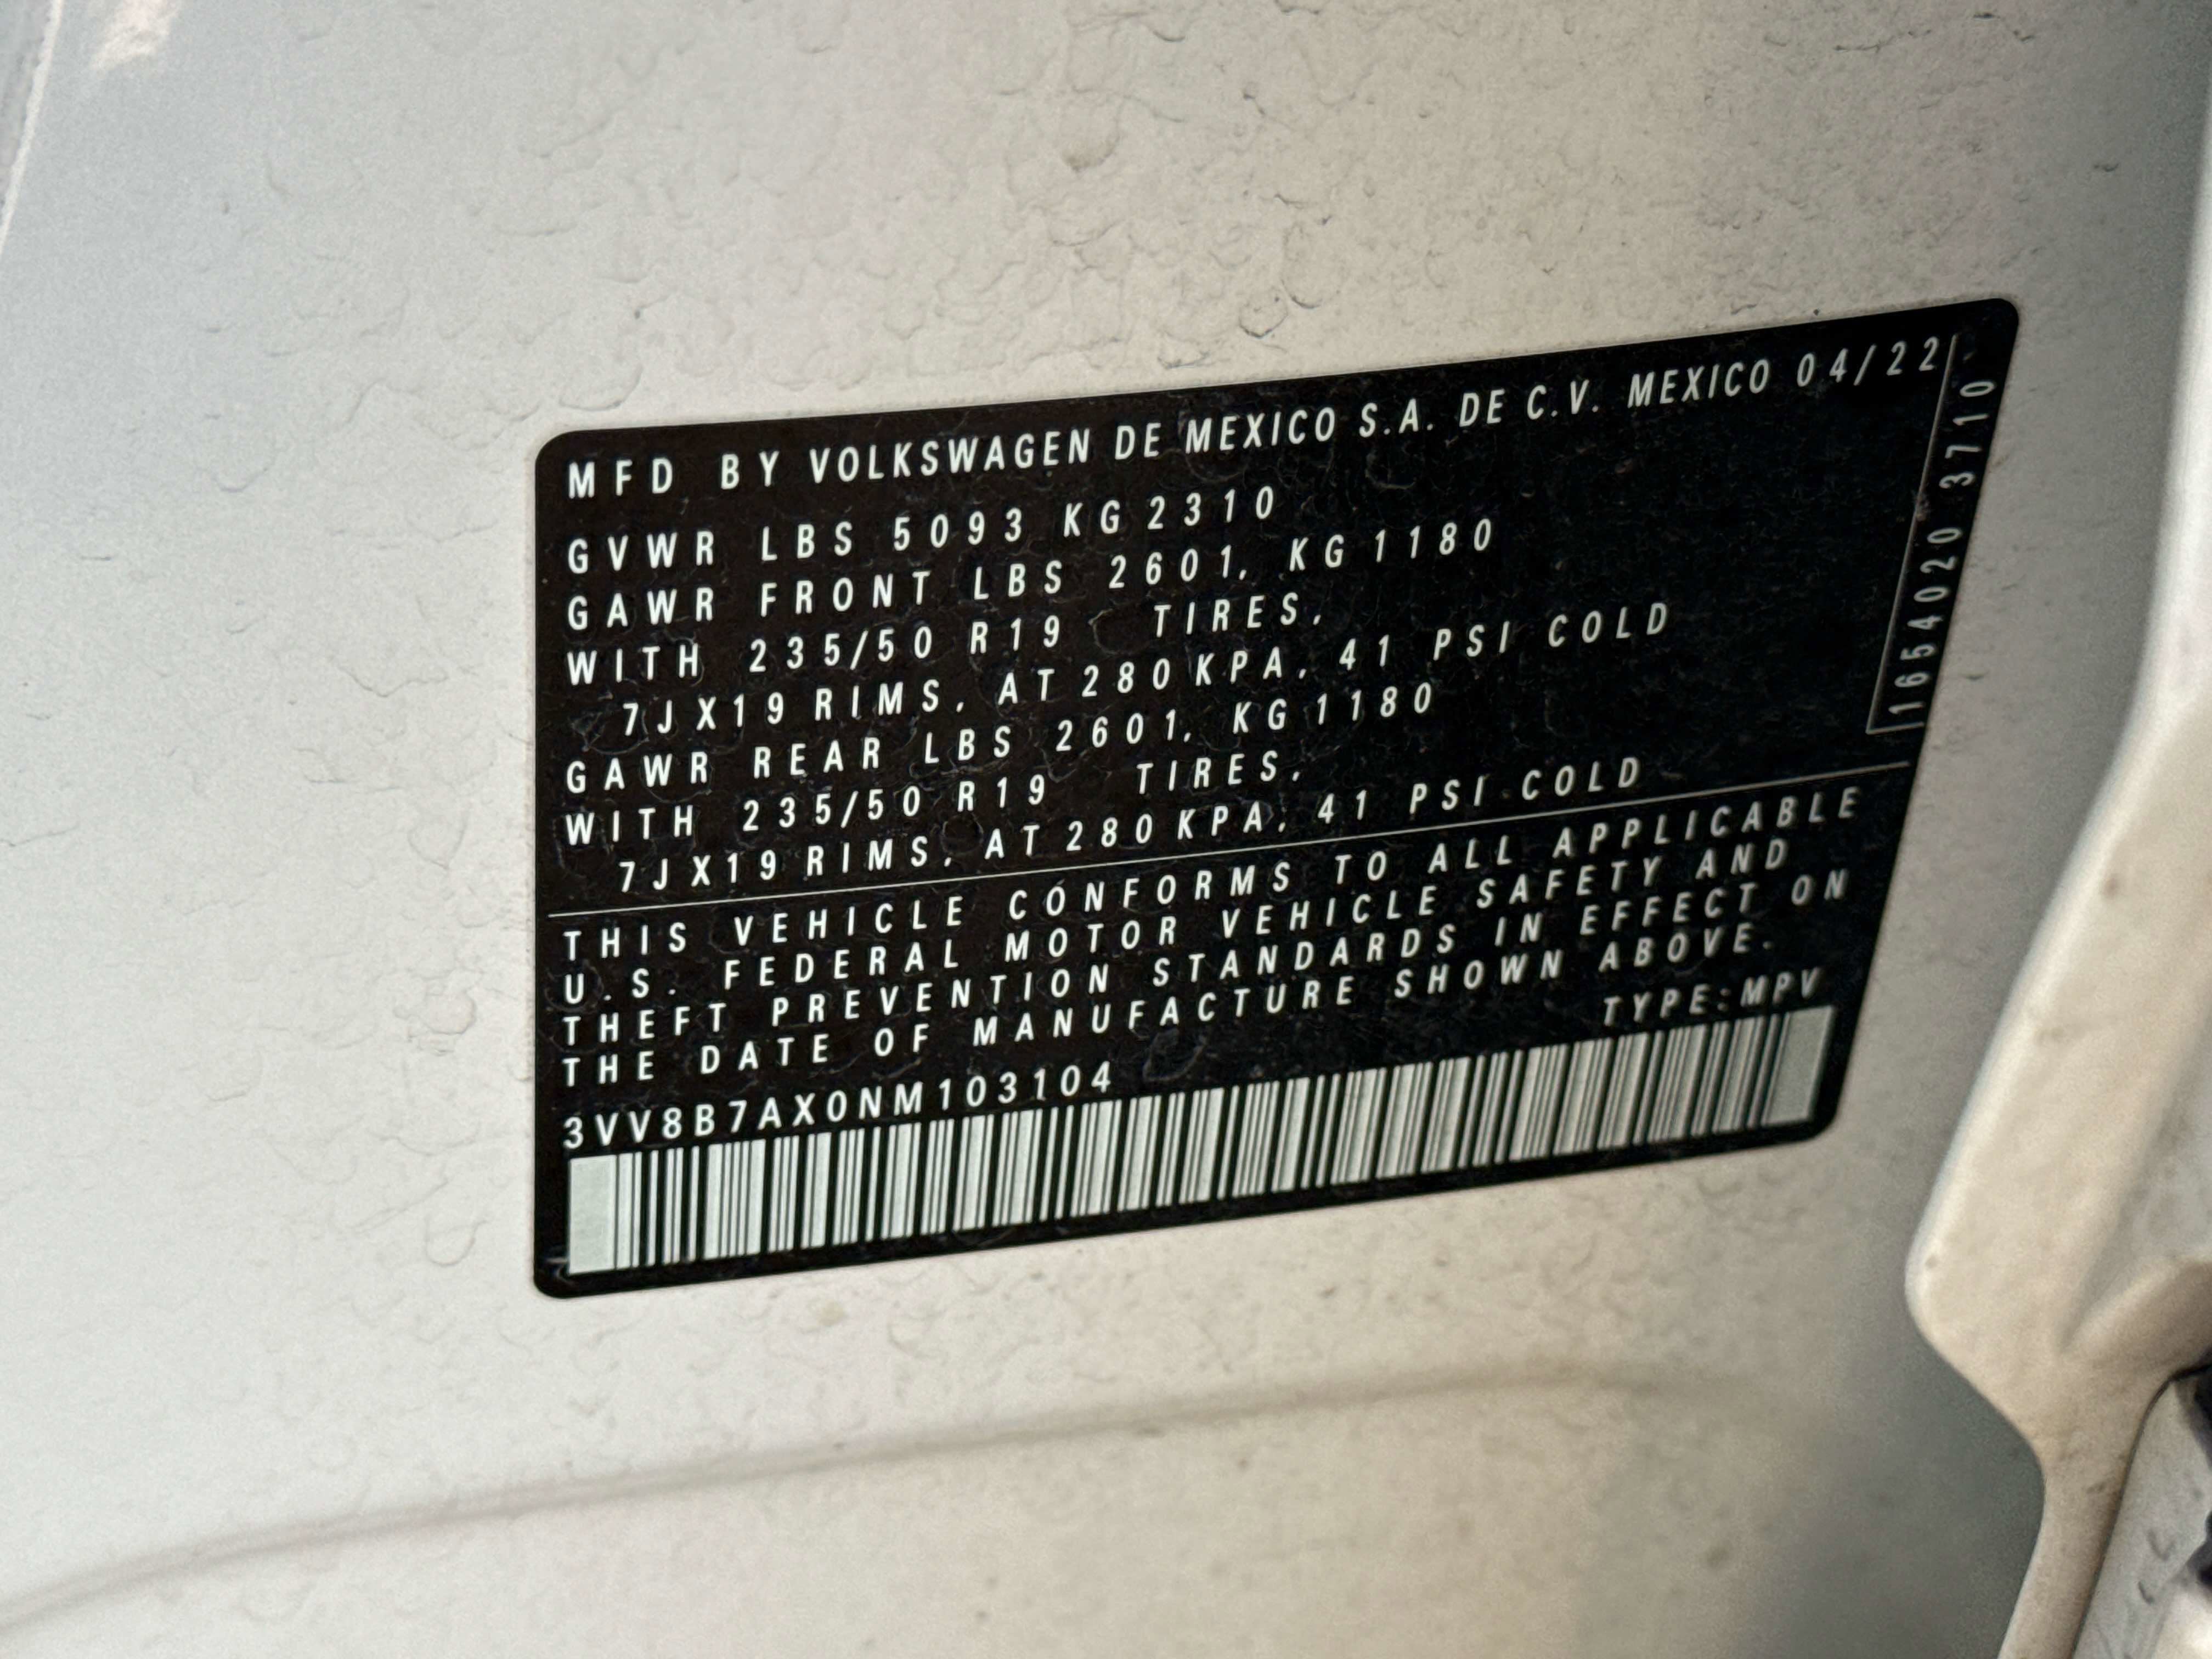 MFD BY VOLKSWAGEN DE MEXICO S.A. DE C.V. MEXICO 04/22
GVWR LBS 5093 KG 2310
GAWR FRONT LBS 2601, KG 1180
WITH 235/50 R19 TIRES,
7JX19 RIMS, AT 280 KPA, 41 PSI COLD
GAWR REAR LBS 2601, KG 1180
WITH 235/50 R19 TIRES,
7JX19 RIMS, AT 280 KPA, 41 PSI COLD
1654020 3710
THIS VEHICLE CONFORMS TO ALL APPLICABLE
U.S. FEDERAL MOTOR VEHICLE SAFETY AND
THEFT PREVENTION STANDARDS IN EFFECT ON
THE DATE OF MANUFACTURE SHOWN ABOVE.
TYPE:MPV
3VV8B7AX0NM103104